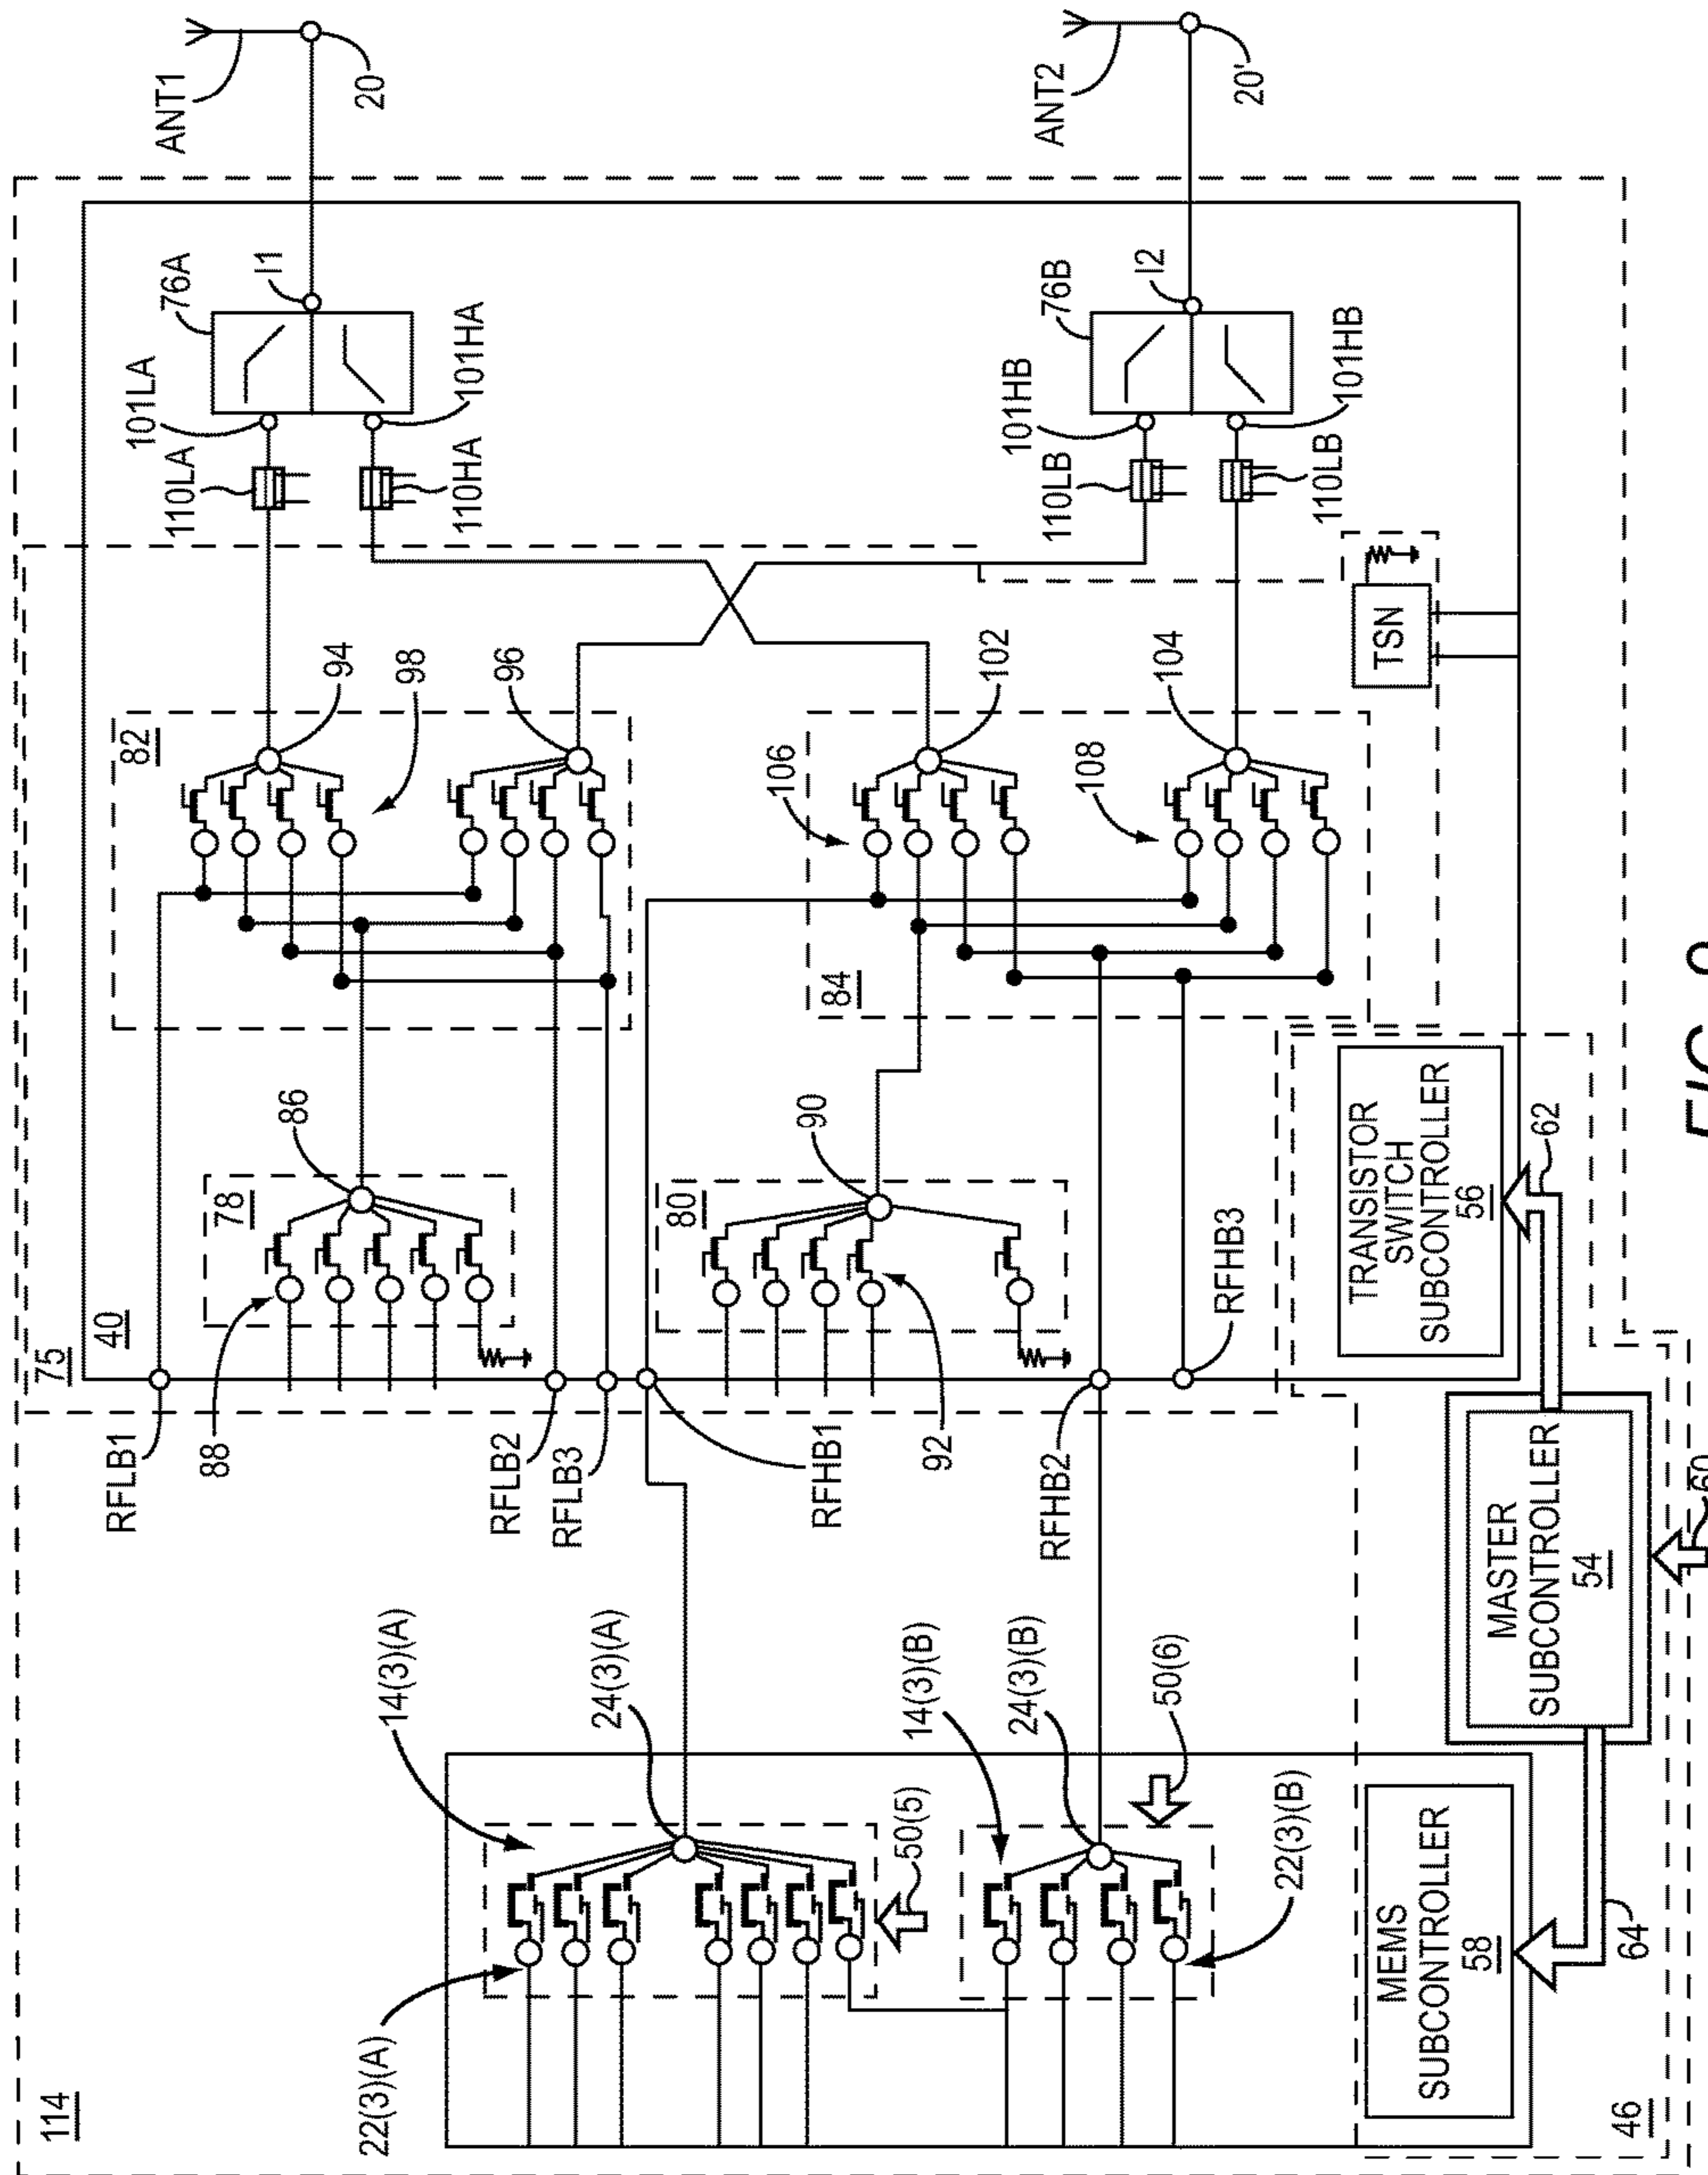 114
75
40
ANT1
20
ANT2
20'
76A
I1
101LA
101HA
110LA
110HA
76B
I2
101HB
101HB
110LB
110LB
82
94
98
96
TSN
102
104
106
108
84
86
78
88
90
80
92
RFLB1
RFLB2
RFLB3
RFHB1
RFHB2
RFHB3
TRANSISTOR
SWITCH
SUBCONTROLLER
56
62
MASTER
SUBCONTROLLER
54
60
14(3)(A)
24(3)(A)
22(3)(A)
50(5)
14(3)(B)
24(3)(B)
50(6)
22(3)(B)
MEMS
SUBCONTROLLER
58
64
46
FIG.